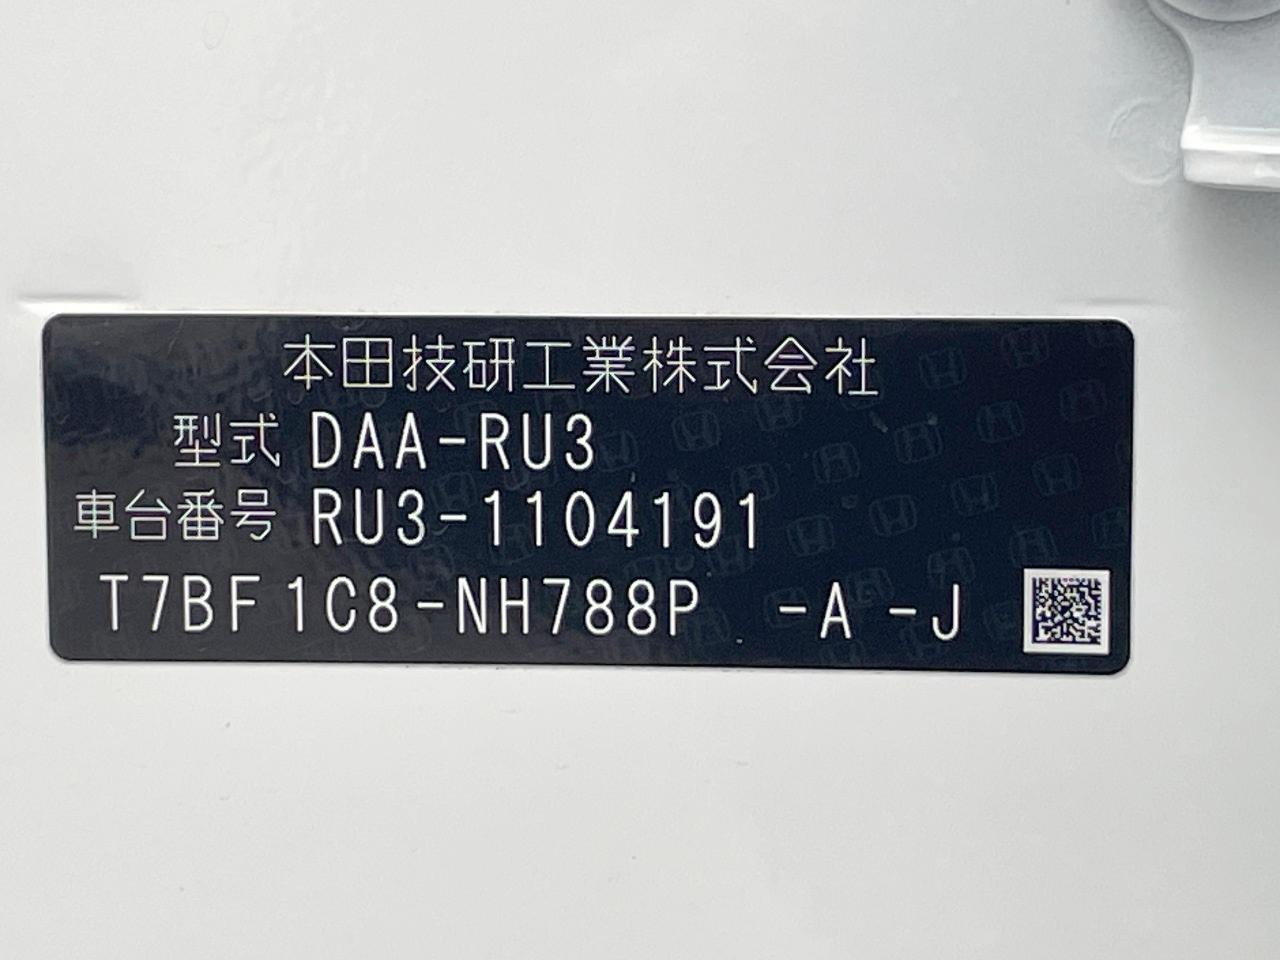 本田技研工業株式会社
型式 DAA-RU3
車台番号 RU3-1104191
T7BF1C8-NH788P -A -J